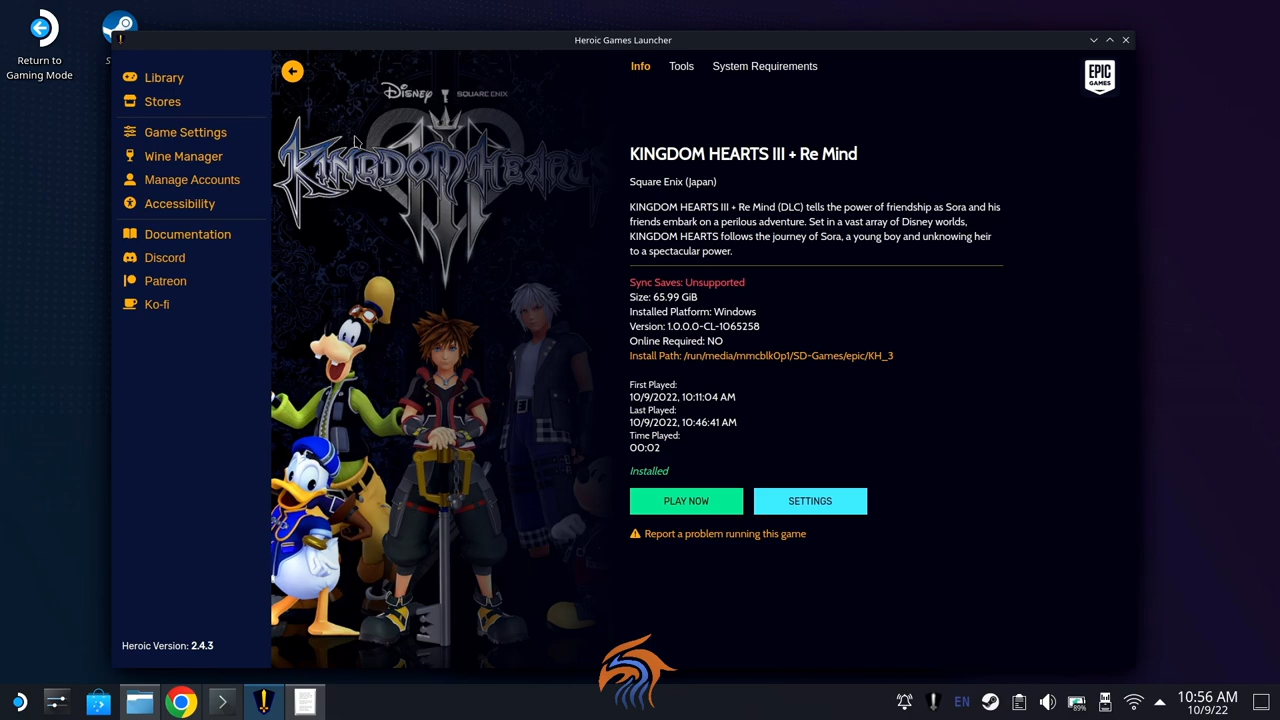 Return to
Gaming Mode
Heroic Games Launcher
Library
Stores
Game Settings
Wine Manager
Manage Accounts
Accessibility
Documentation
Discord
Patreon
Ko-fi
Heroic Version: 2.4.3
Disney
SQUARE ENIX
KINGDOM HEARTS
III
Info
Tools
System Requirements
EPIC
GAMES
KINGDOM HEARTS III + Re Mind
Square Enix (Japan)
KINGDOM HEARTS III + Re Mind (DLC) tells the power of friendship as Sora and his
friends embark on a perilous adventure. Set in a vast array of Disney worlds,
KINGDOM HEARTS follows the journey of Sora, a young boy and unknowing heir
to a spectacular power.
Sync Saves: Unsupported
Size: 65.99 GiB
Installed Platform: Windows
Version: 1.0.0.0-CL-1065258
Online Required: NO
Install Path: /run/media/mmcblk0p1/SD-Games/epic/KH_3
First Played:
10/9/2022, 10:11:04 AM
Last Played:
10/9/2022, 10:46:41 AM
Time Played:
00:02
Installed
PLAY NOW
SETTINGS
Report a problem running this game
EN
89%
10:56 AM
10/9/22